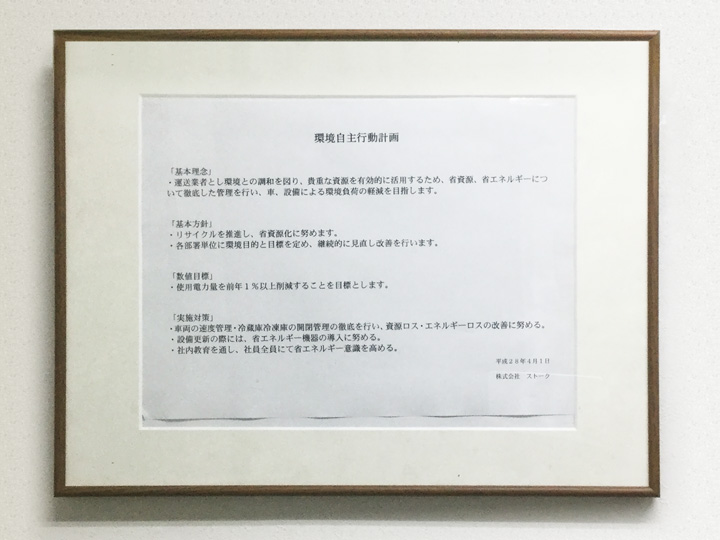 環境自主行動計画
「基本理念」
・運送業者とし環境との調和を図り、貴重な資源を有効的に活用するため、省資源、省エネルギーにつ
いて徹底した管理を行い、車、設備による環境負荷の軽減を目指します。
「基本方針」
・リサイクルを推進し、省資源化に努めます。
・各部署単位に環境目的と目標を定め、継続的に見直し改善を行います。
「数値目標」
・使用電力量を前年1%以上削減することを目標とします。
「実施対策」
・車両の速度管理・冷蔵庫冷凍庫の開閉管理の徹底を行い、資源ロス・エネルギーロスの改善に努める。
・設備更新の際には、省エネルギー機器の導入に努める。
・社内教育を通し、社員全員にて省エネルギー意識を高める。
平成28年4月1日
株式会社 ストーク